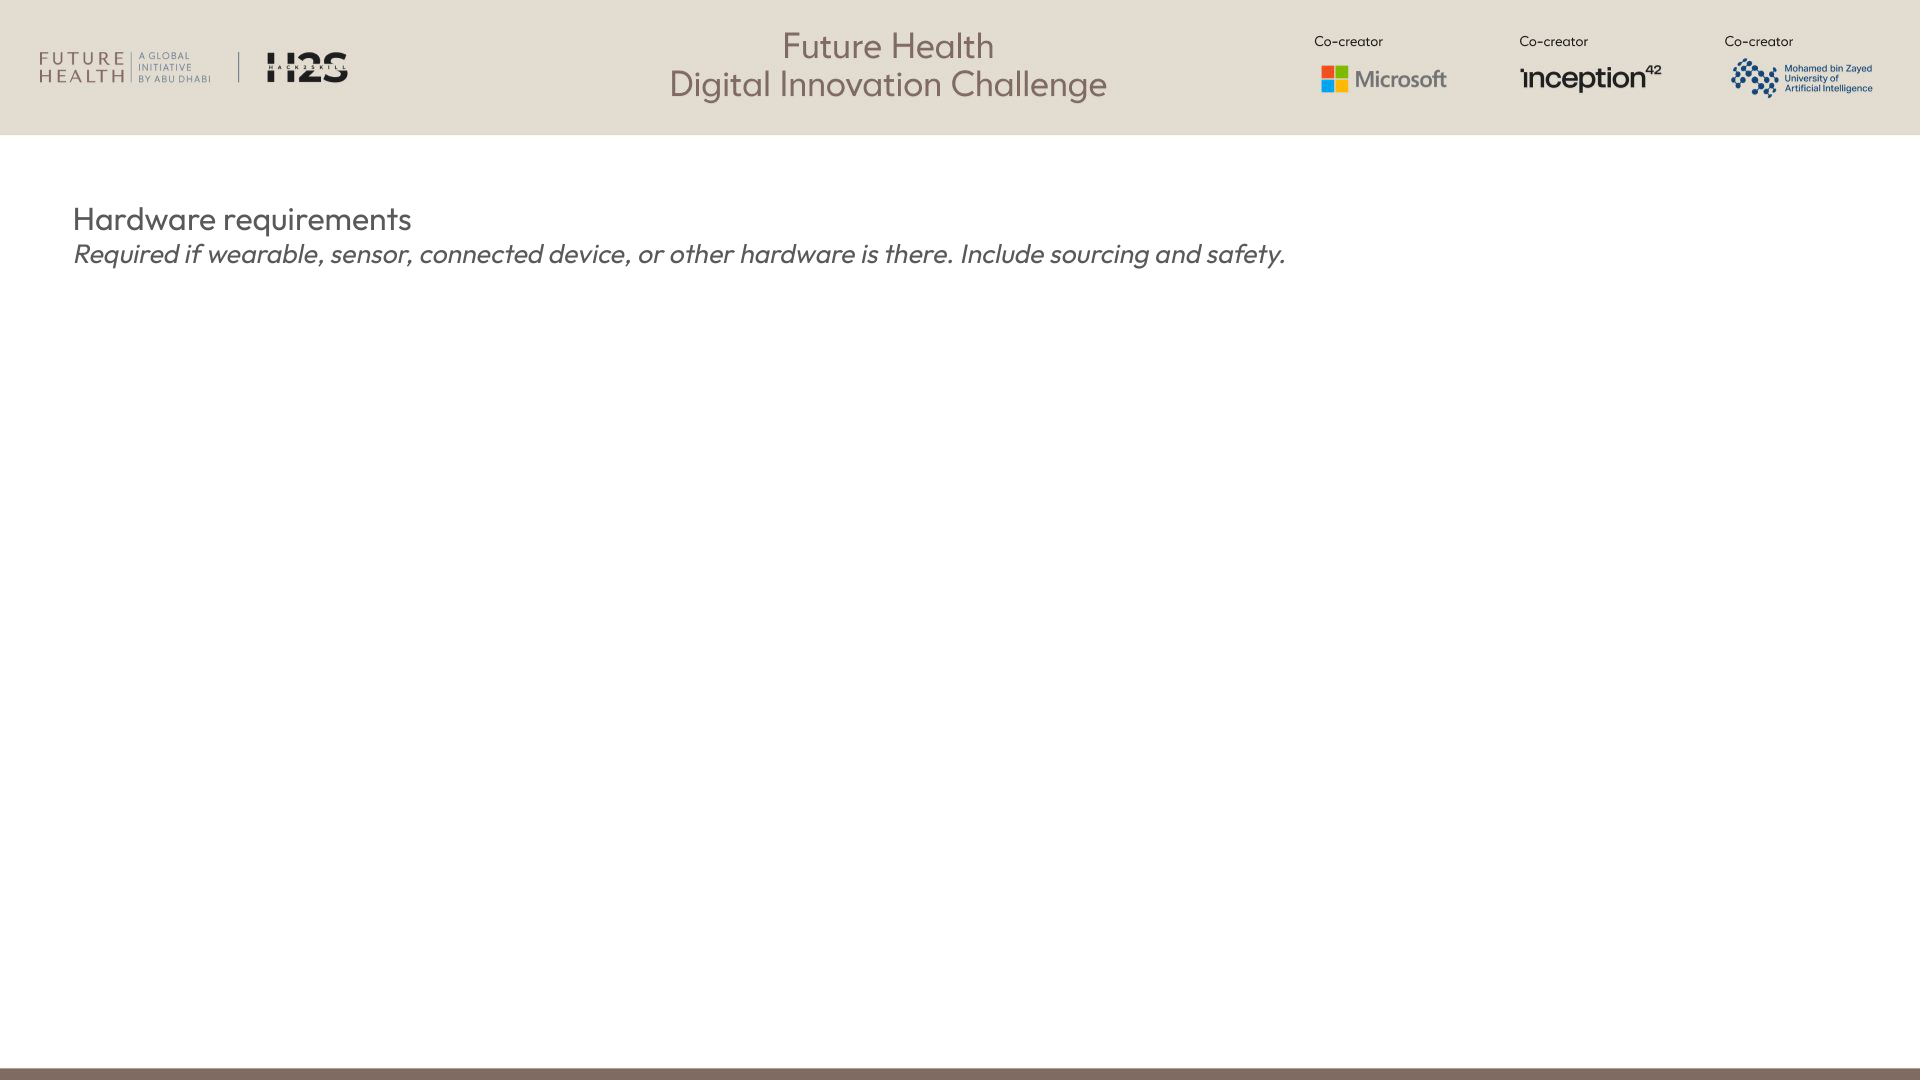 FUTURE
HEALTH
A GLOBAL
INITIATIVE
BY ABU DHABI
H2S
HACK2SKILL
Future Health
Digital Innovation Challenge
Co-creator
Microsoft
Co-creator
inception42
Co-creator
Mohamed bin Zayed
University of
Artificial Intelligence
Hardware requirements
Required if wearable, sensor, connected device, or other hardware is there. Include sourcing and safety.